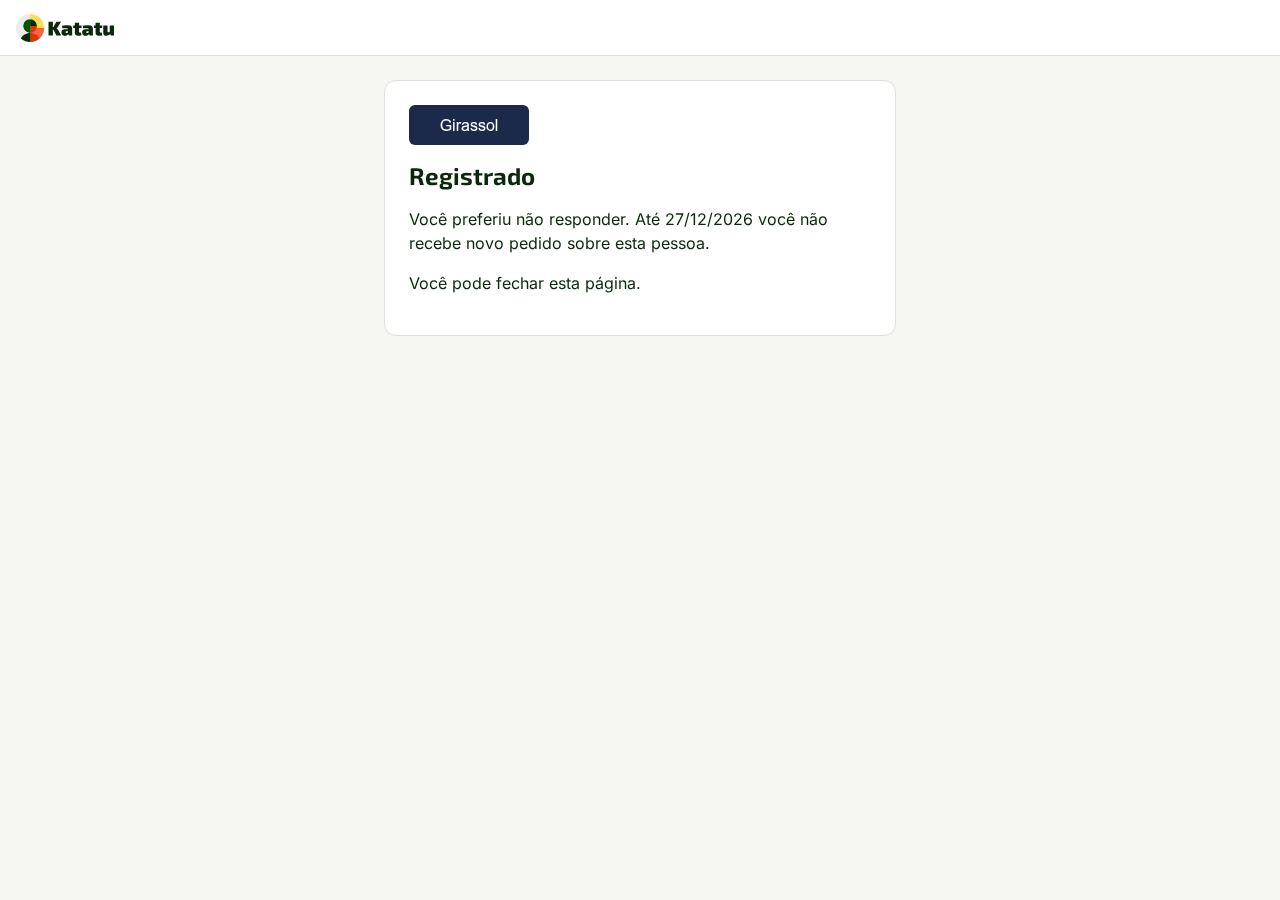 Katatu
Girassol
Registrado
Você preferiu não responder. Até 27/12/2026 você não
recebe novo pedido sobre esta pessoa.
Você pode fechar esta página.